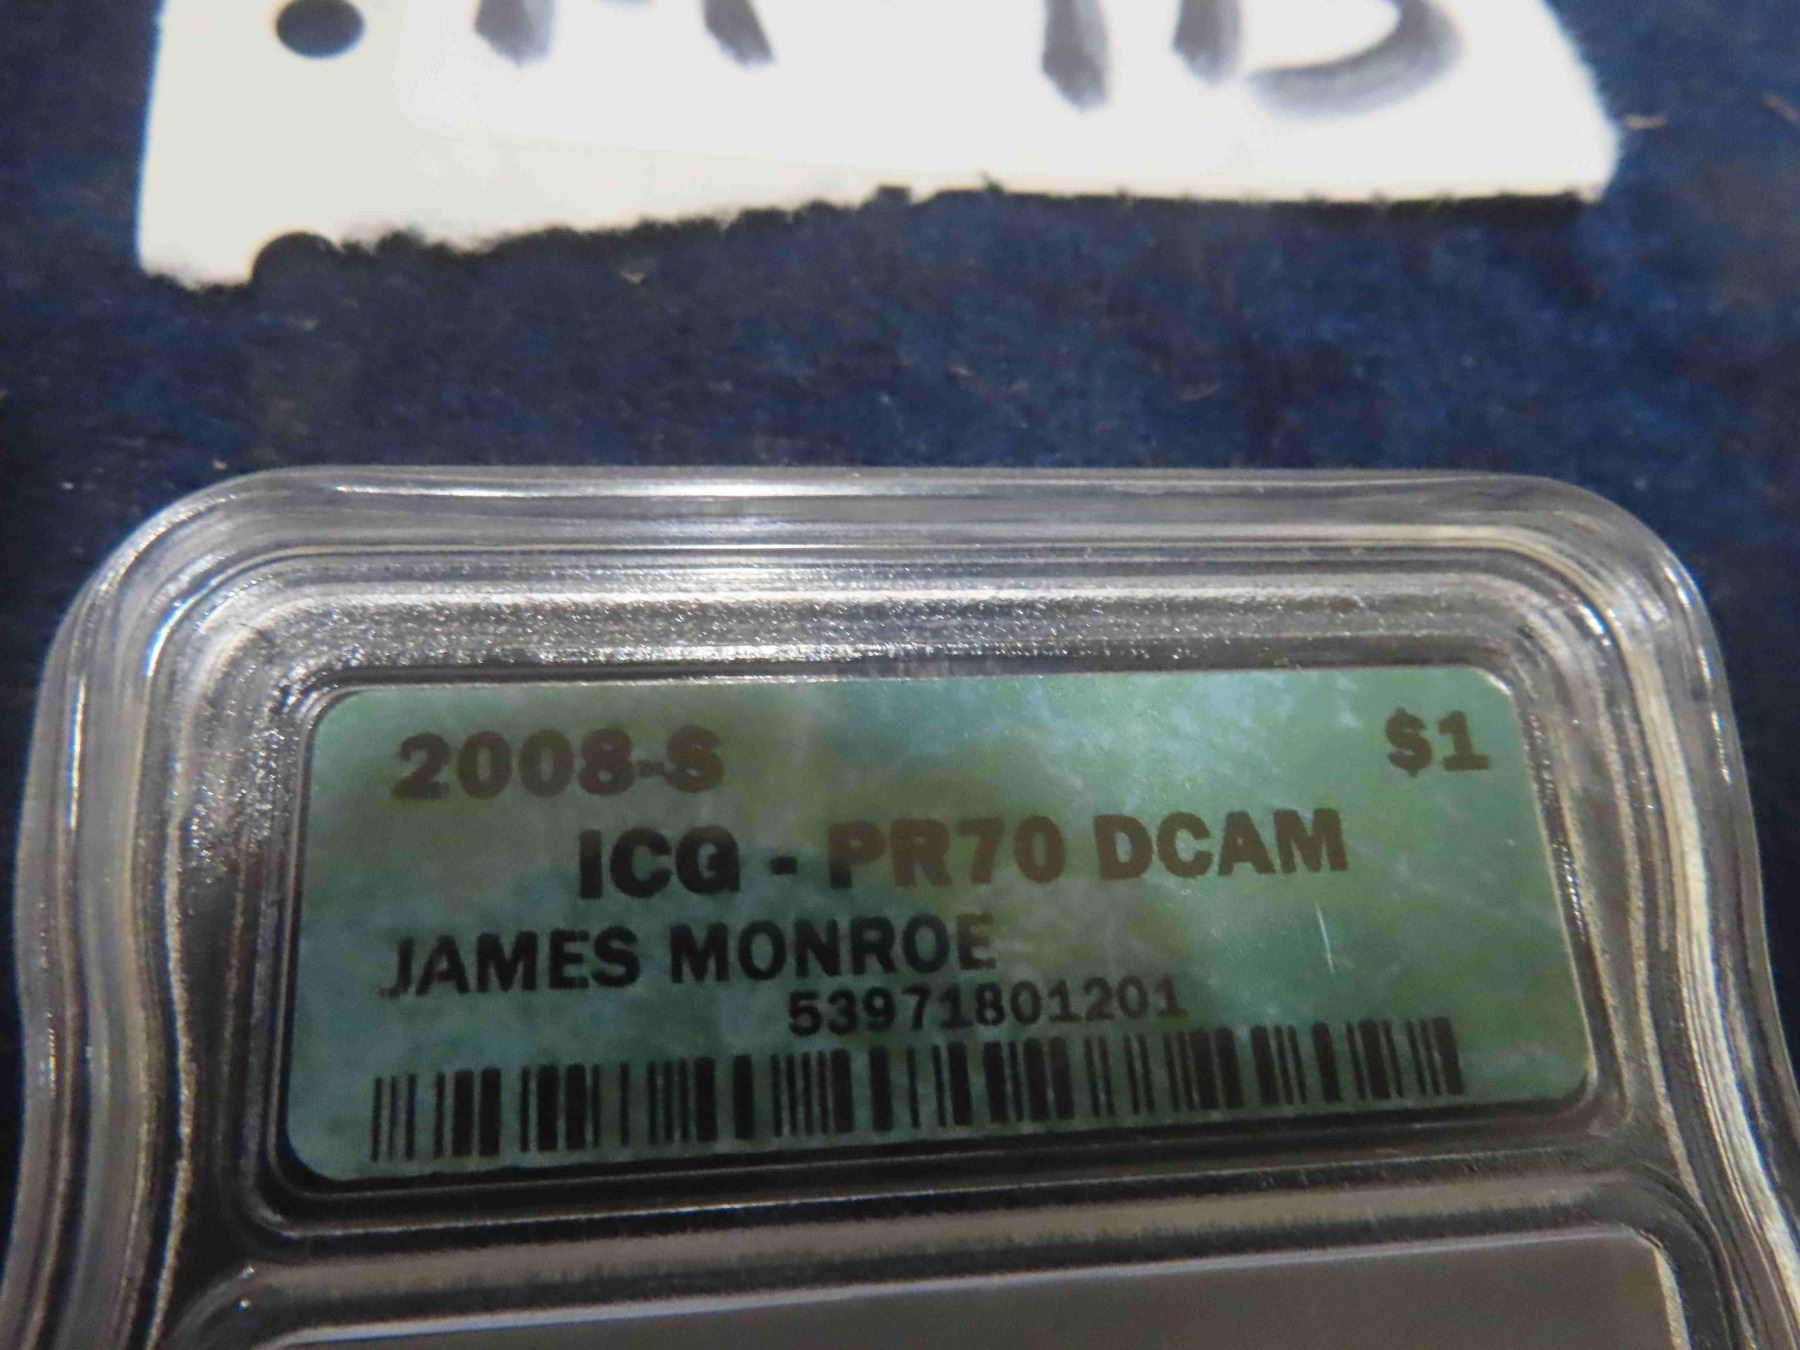 2008-S $1
ICG - PR70 DCAM
JAMES MONROE
53971801201